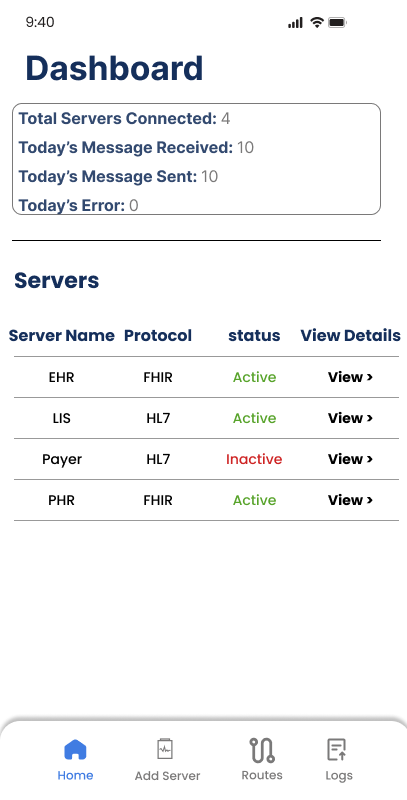 9:40
Dashboard
Total Servers Connected: 4
Today’s Message Received: 10
Today’s Message Sent: 10
Today’s Error: 0
Servers
Server Name Protocol status View Details
EHR FHIR Active View >
LIS HL7 Active View >
Payer HL7 Inactive View >
PHR FHIR Active View >
Home Add Server Routes Logs